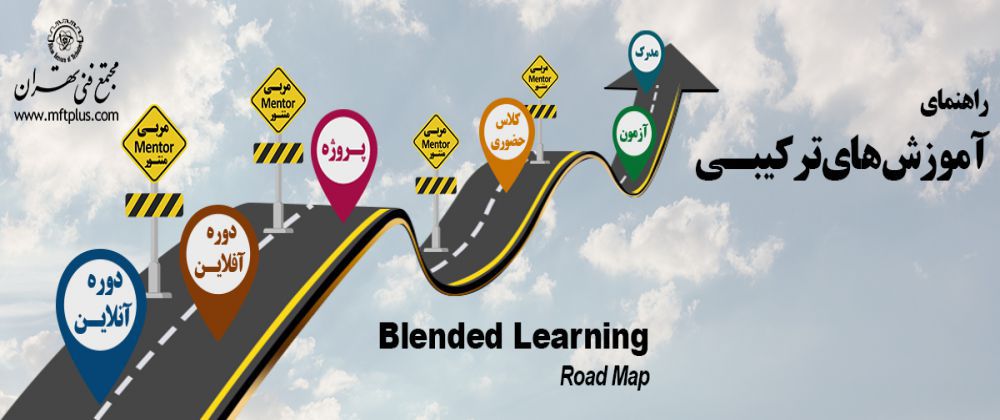 مجتمع فنی تهران
www.mftplus.com
راهنمای
آموزش‌های ترکیبی
دوره
آنلاین
مربی
Mentor
منتور
دوره
آفلاین
مربی
Mentor
منتور
پروژه
مربی
Mentor
منتور
کلاس
حضوری
مربی
Mentor
منتور
آزمون
مدرک
Blended Learning
Road Map